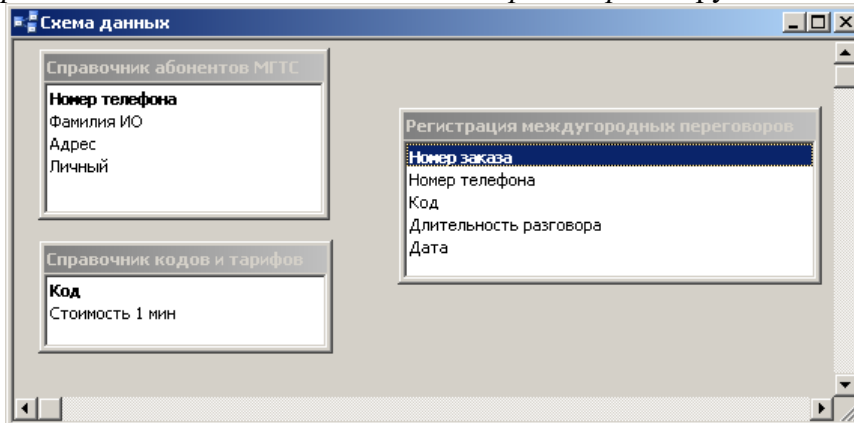 Схема данных
Справочник абонентов МГТС
Номер телефона
Фамилия ИО
Адрес
Личный
Регистрация междугородных переговоров
Номер заказа
Номер телефона
Код
Длительность разговора
Дата
Справочник кодов и тарифов
Код
Стоимость 1 мин